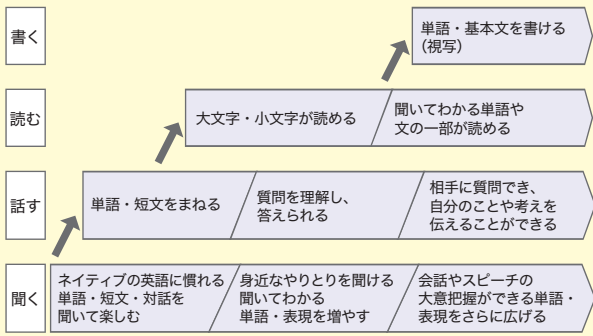 書く
単語・基本文を書ける
（視写）
読む
大文字・小文字が読める
聞いてわかる単語や
文の一部が読める
話す
単語・短文をまねる
質問を理解し、
答えられる
相手に質問でき、
自分のことや考えを
伝えることができる
聞く
ネイティブの英語に慣れる
単語・短文・対話を
聞いて楽しむ
身近なやりとりを聞ける
聞いてわかる
単語・表現を増やす
会話やスピーチの
大意把握ができる単語・
表現をさらに広げる